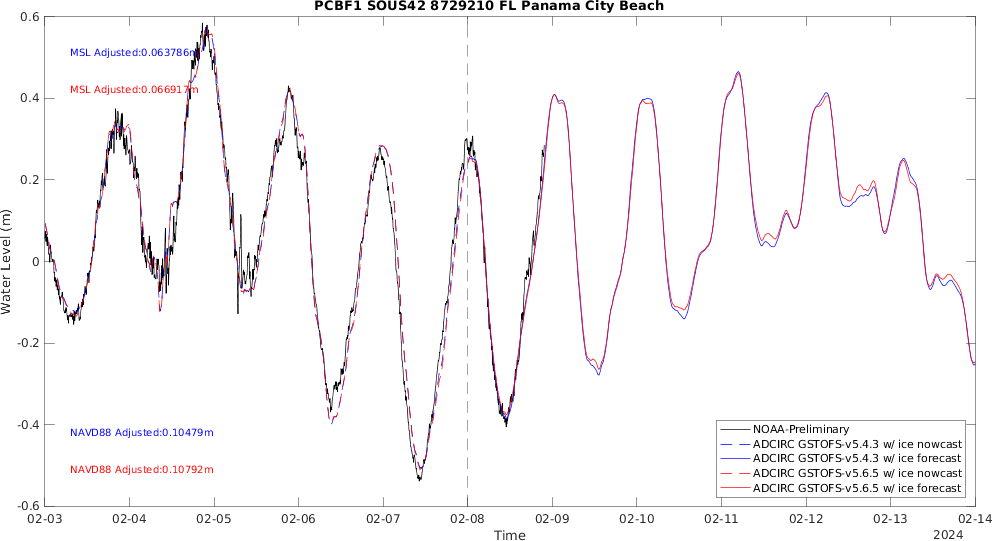 PCBF1 SOUS42 8729210 FL Panama City Beach
0.6
MSL Adjusted:0.063786m
MSL Adjusted:0.066917m
0.4
0.2
0
-0.2
-0.4
-0.6
Water Level (m)
NAVD88 Adjusted:0.10479m
NAVD88 Adjusted:0.10792m
NOAA-Preliminary
ADCIRC GSTOFS-v5.4.3 w/ ice nowcast
ADCIRC GSTOFS-v5.4.3 w/ ice forecast
ADCIRC GSTOFS-v5.6.5 w/ ice nowcast
ADCIRC GSTOFS-v5.6.5 w/ ice forecast
02-03 02-04 02-05 02-06 02-07 02-08 02-09 02-10 02-11 02-12 02-13 02-14
Time
2024